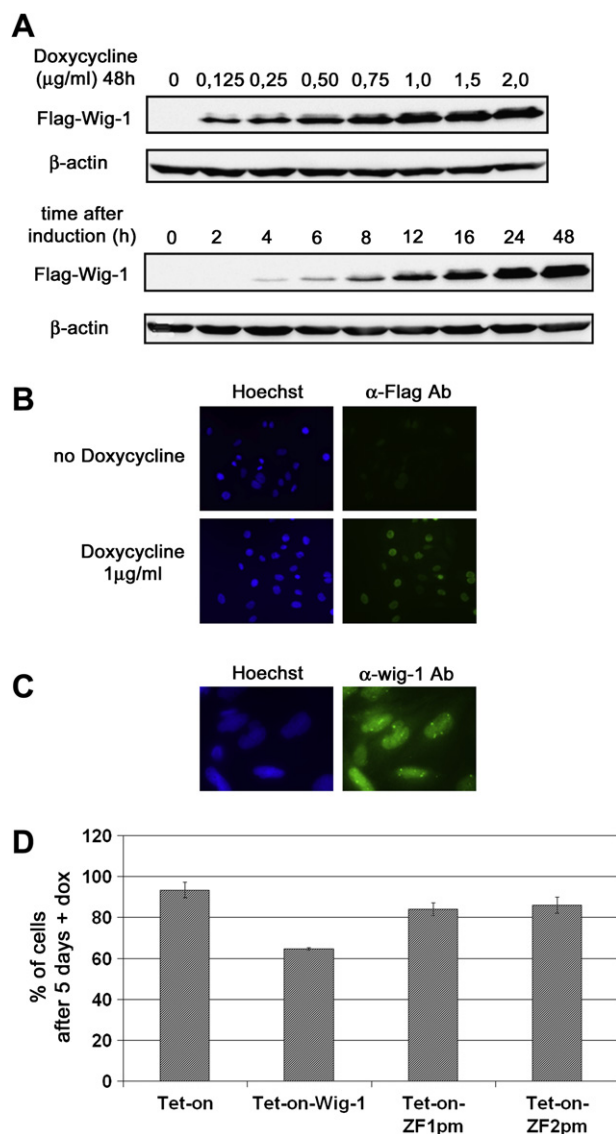 A
Doxycycline
(μg/ml) 48h
0 0,125 0,25 0,50 0,75 1,0 1,5 2,0
Flag-Wig-1
β-actin
time after
induction (h)
0 2 4 6 8 12 16 24 48
Flag-Wig-1
β-actin
B
Hoechst α-Flag Ab
no Doxycycline
Doxycycline
1μg/ml
C
Hoechst α-wig-1 Ab
D
% of cells
after 5 days + dox
120
100
80
60
40
20
0
Tet-on Tet-on-Wig-1 Tet-on- Tet-on-
ZF1pm ZF2pm